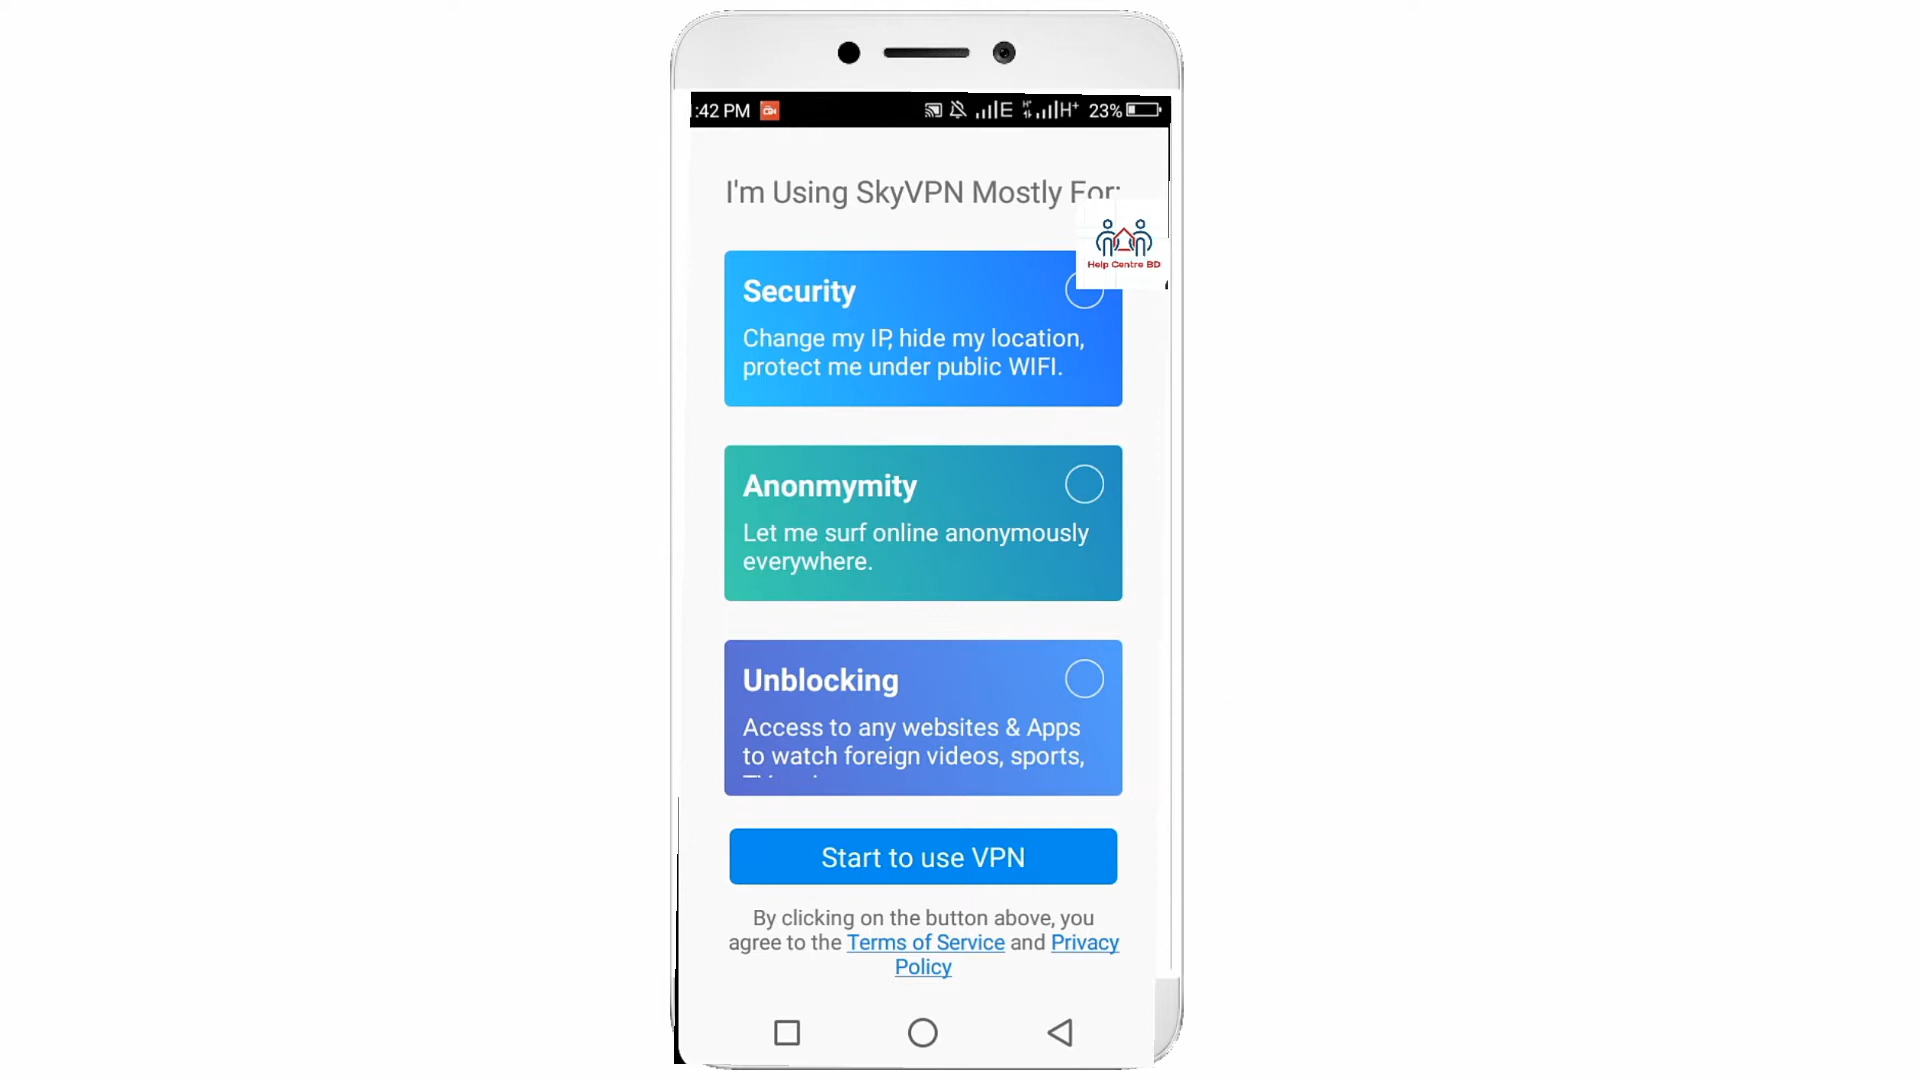 :42 PM
E H+ H+ 23%
I'm Using SkyVPN Mostly For:
Help Centre BD
Security
Change my IP, hide my location,
protect me under public WIFI.
Anonmymity
Let me surf online anonymously
everywhere.
Unblocking
Access to any websites & Apps
to watch foreign videos, sports,
Start to use VPN
By clicking on the button above, you
agree to the Terms of Service and Privacy
Policy